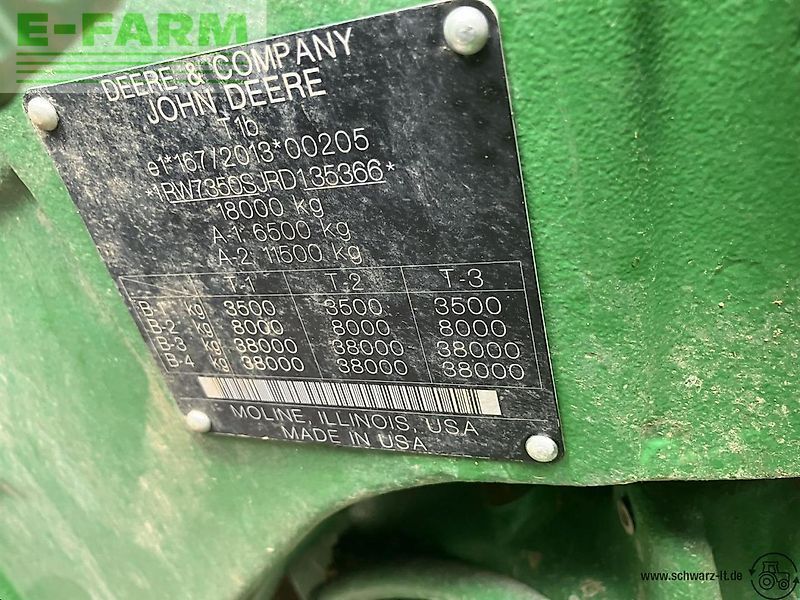 E-FARM
DEERE & COMPANY
JOHN DEERE
T1b
e1*167/2013*00205
*1RW7350SJRD135366*
18000 kg
A-1: 6500 kg
A-2: 11500 kg
T-1 T-2 T-3
B-1 kg 3500 3500 3500
B-2 kg 8000 8000 8000
B-3 kg 38000 38000 38000
B-4 kg 38000 38000 38000
MOLINE, ILLINOIS, USA
MADE IN USA
www.schwarz-lt.de